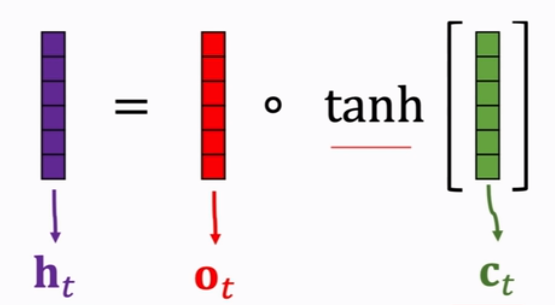 = ∘ tanh [ ]
h_t o_t c_t